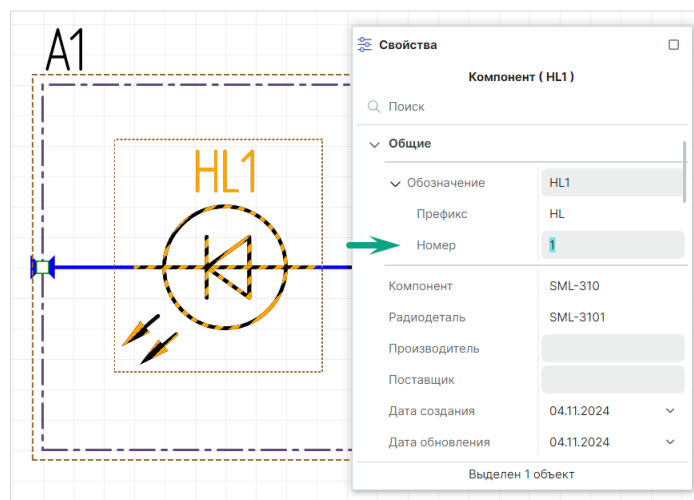 A1
HL1
Свойства
Компонент ( HL1 )
Поиск
Общие
Обозначение HL1
Префикс HL
Номер 1
Компонент SML-310
Радиодеталь SML-3101
Производитель
Поставщик
Дата создания 04.11.2024
Дата обновления 04.11.2024
Выделен 1 объект